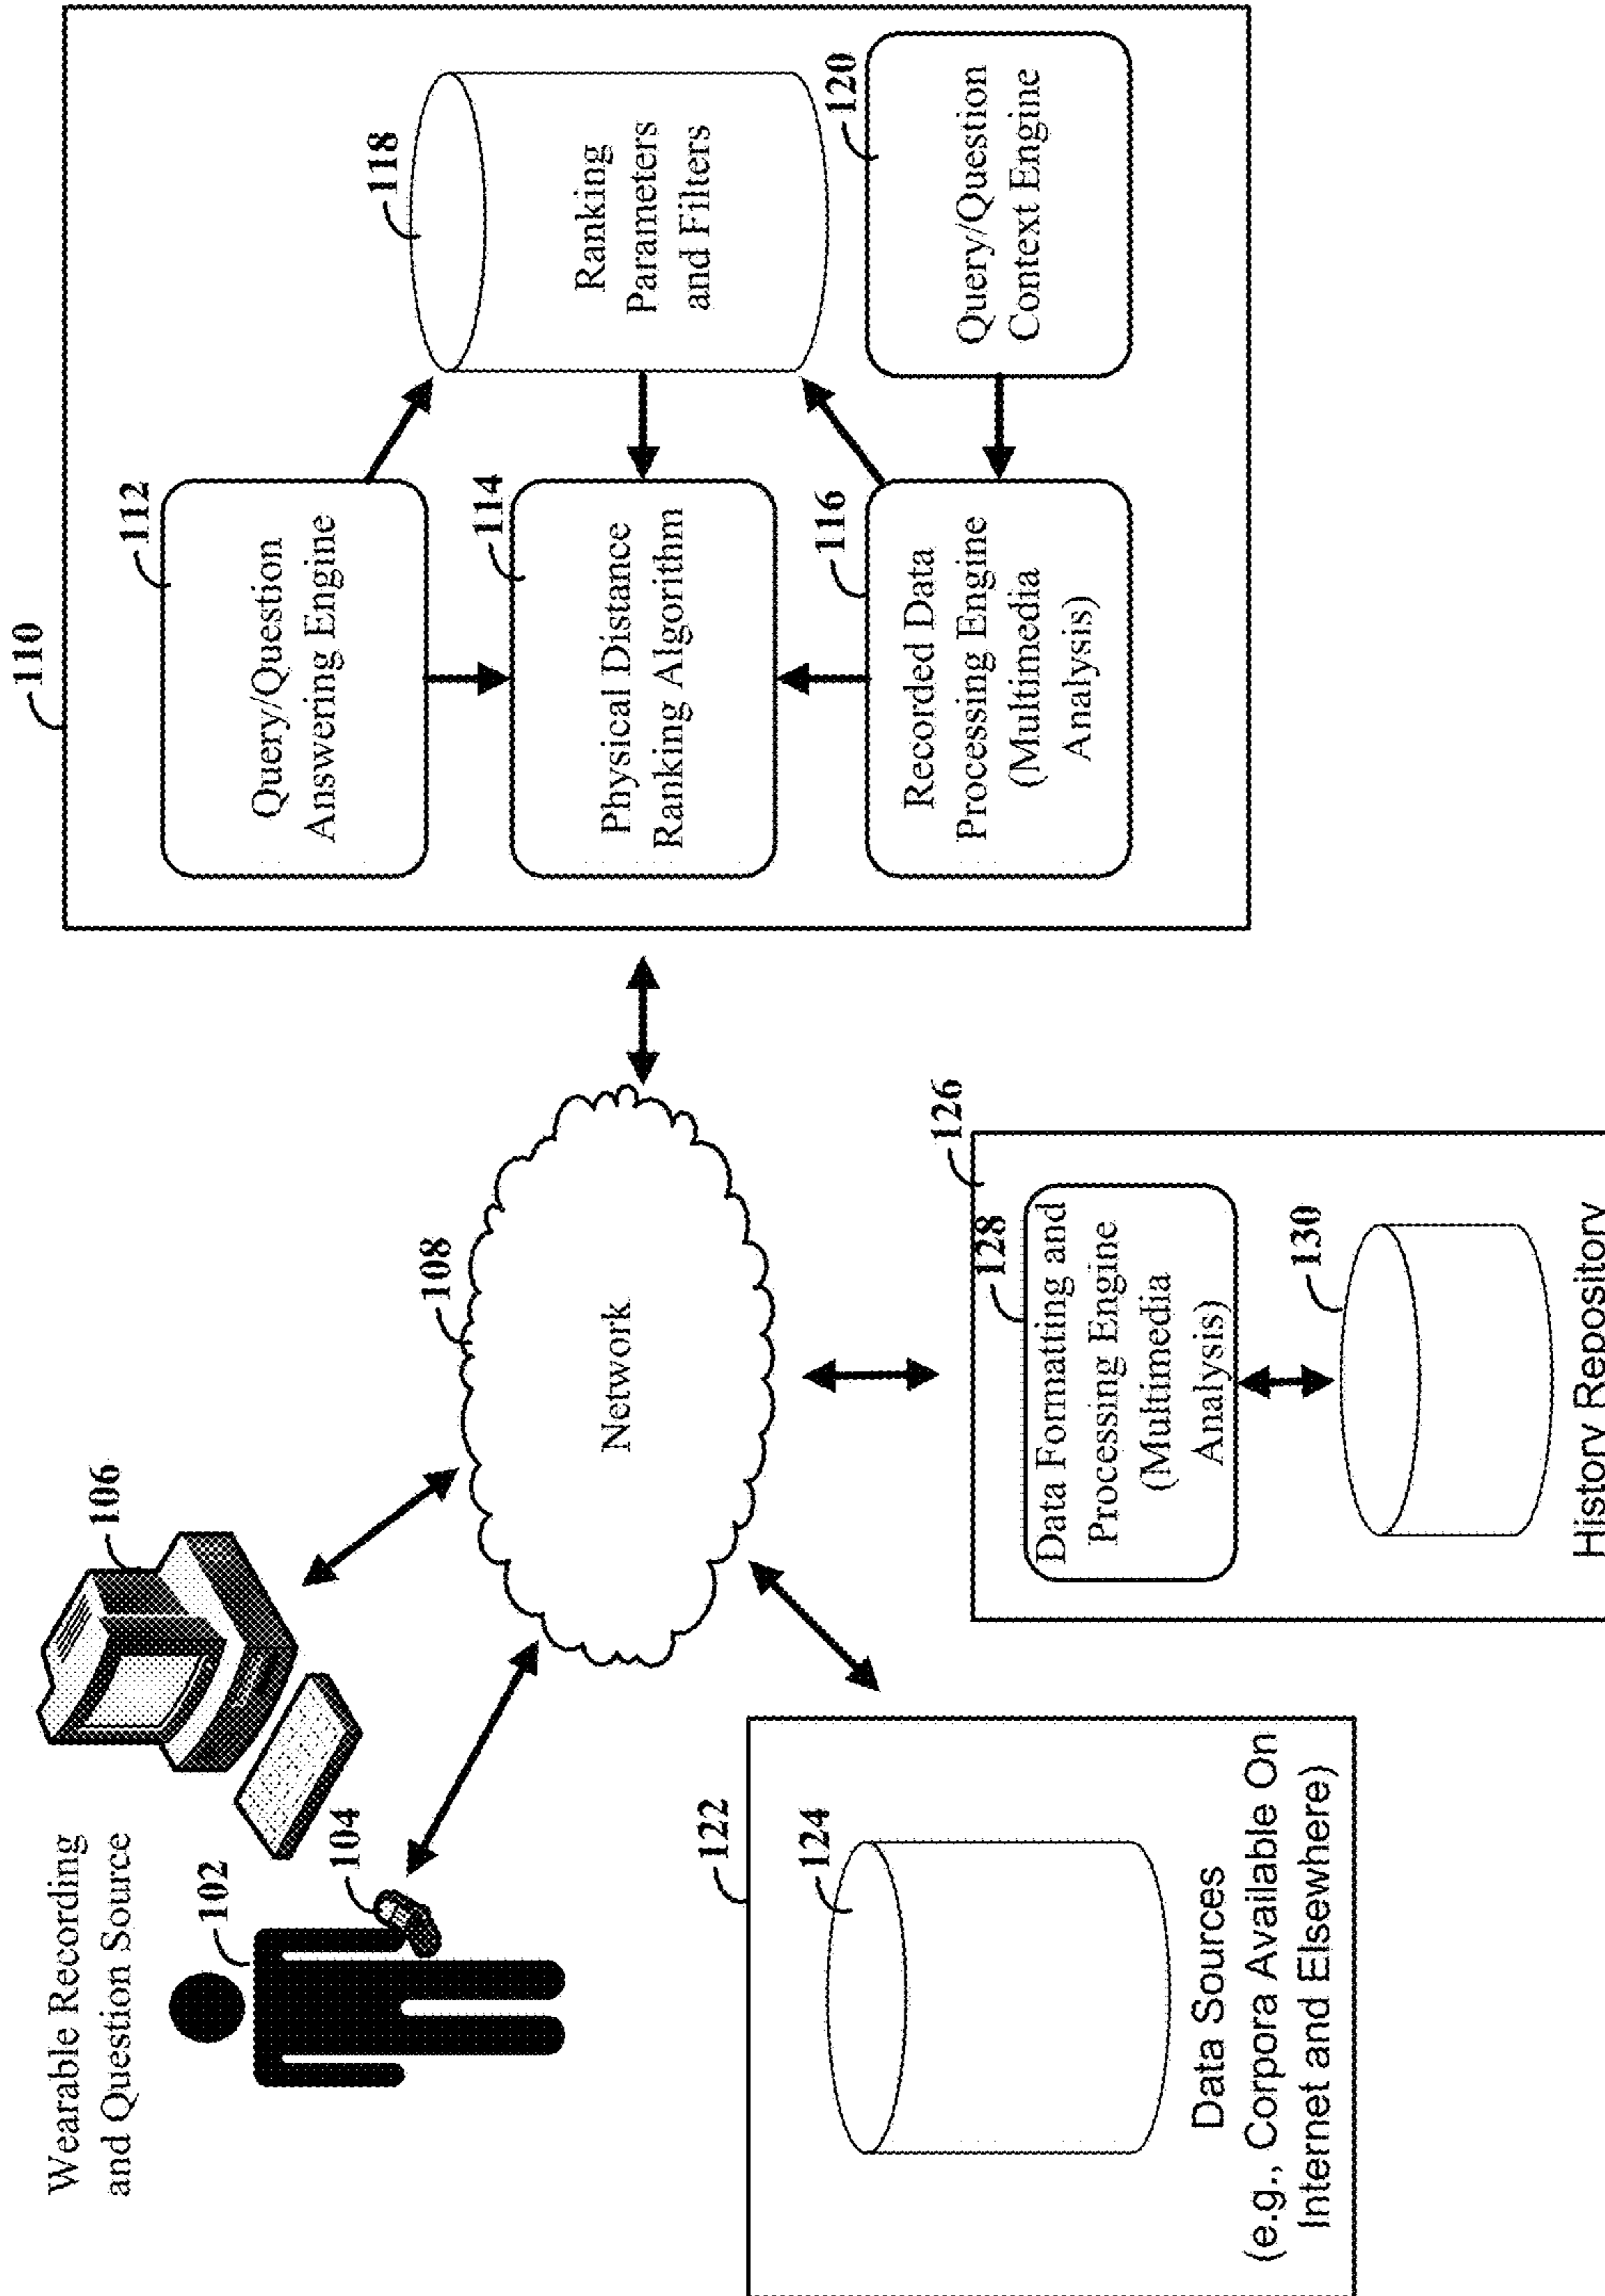 Wearable Recording
and Question Source
102
104
106
108
Network
110
112
Query/Question
Answering Engine
114
Physical Distance
Ranking Algorithm
116
Recorded Data
Processing Engine
(Multimedia
Analysis)
118
Ranking
Parameters
and Filters
120
Query/Question
Context Engine
122
124
Data Sources
(e.g., Corpora Available On
Internet and Elsewhere)
126
128
Data Formatting and
Processing Engine
(Multimedia
Analysis)
130
History Repository